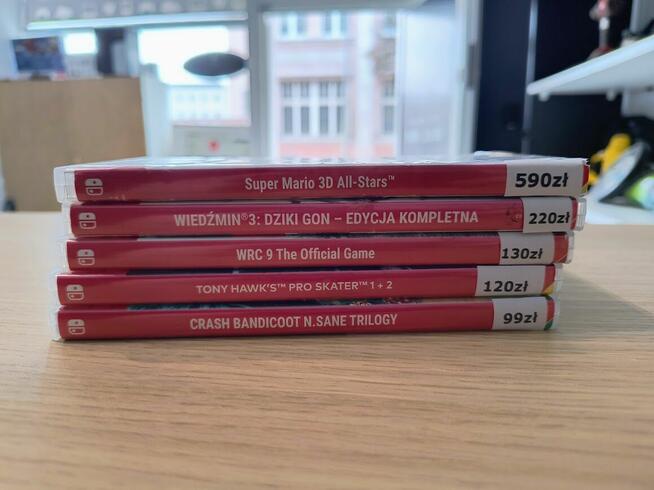 Super Mario 3D All-Stars™ 590zł
WIEDŹMIN® 3: DZIKI GON – EDYCJA KOMPLETNA 220zł
WRC 9 The Official Game 130zł
TONY HAWK'S™ PRO SKATER™ 1 + 2 120zł
CRASH BANDICOOT N.SANE TRILOGY 99zł